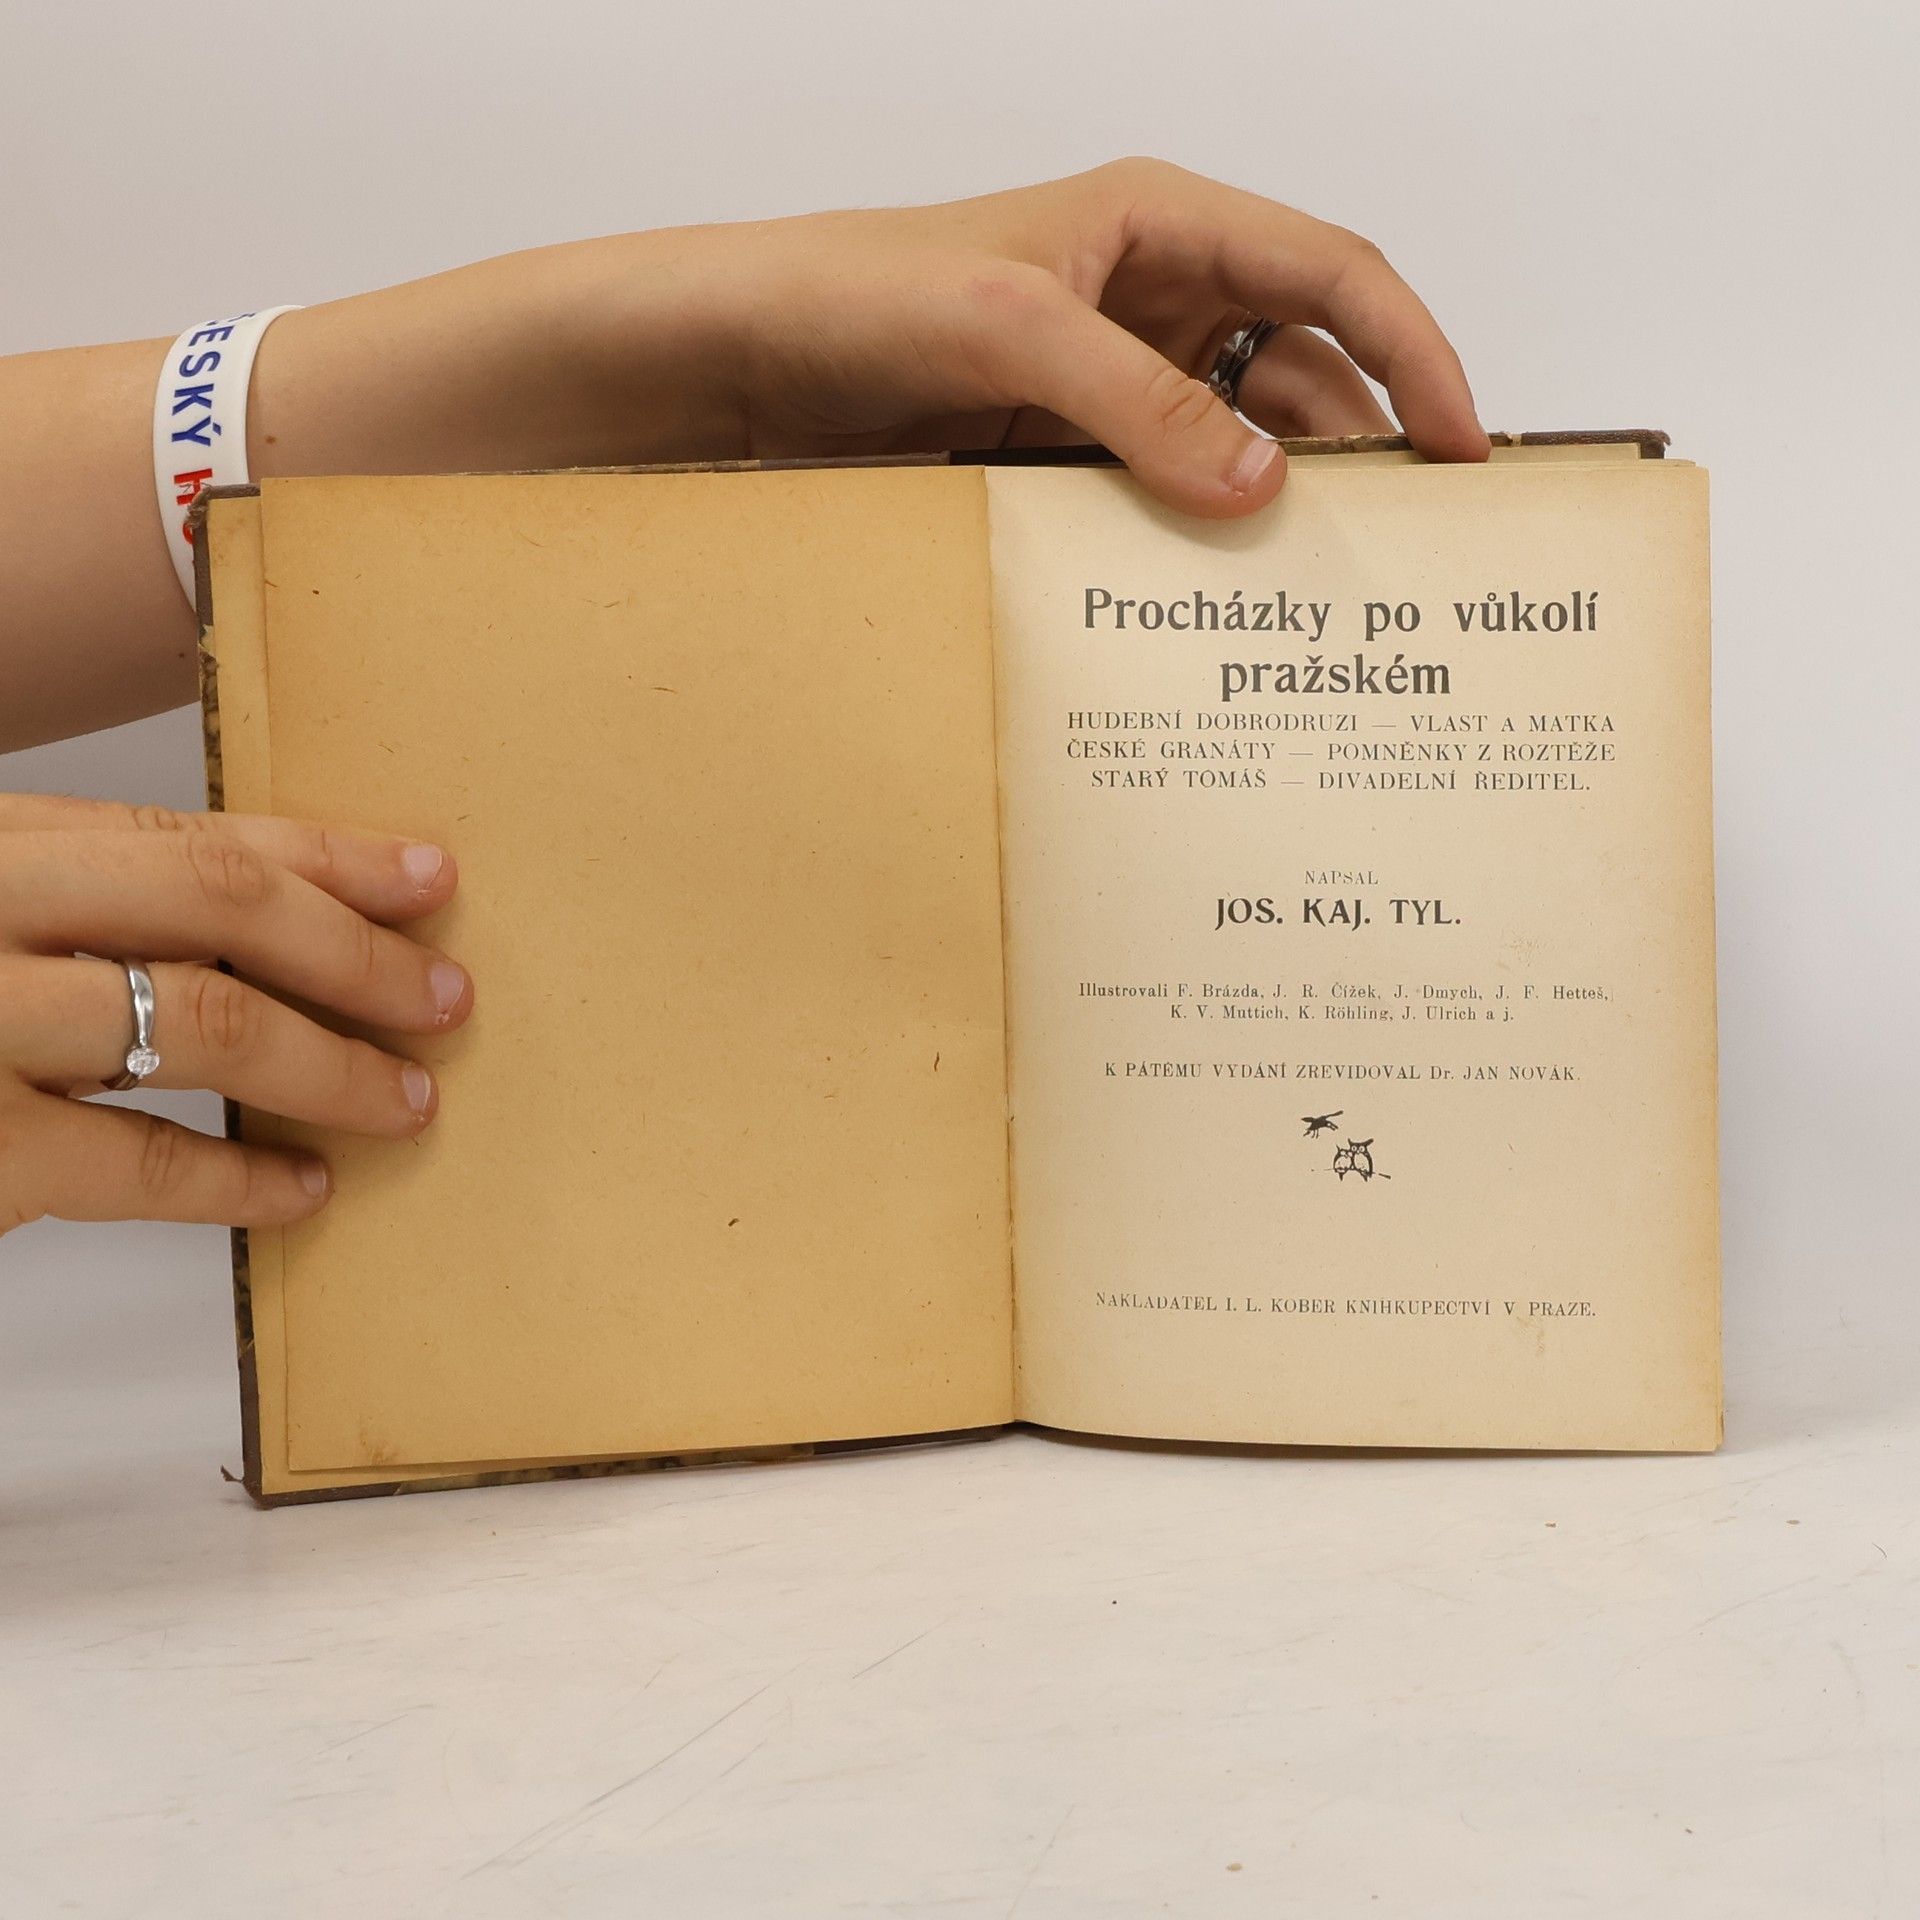 ČESKÝ
Procházky po vůkolí
pražském
HUDEBNÍ DOBRODRUZI — VLAST A MATKA
ČESKÉ GRANÁTY — POMNĚNKY Z ROZTĚŽE
STARÝ TOMÁŠ — DIVADELNÍ ŘEDITEL.
NAPSAL
JOS. KAJ. TYL.
Illustrovali F. Brázda, J. R. Čížek, J. Dmych, J. F. Hetteš,
K. V. Muttich, K. Röhling, J. Ulrich a j.
K PÁTÉMU VYDÁNÍ ZREVIDOVAL Dr. JAN NOVÁK.
NAKLADATEL I. L. KOBER KNIHKUPECTVÍ V PRAZE.